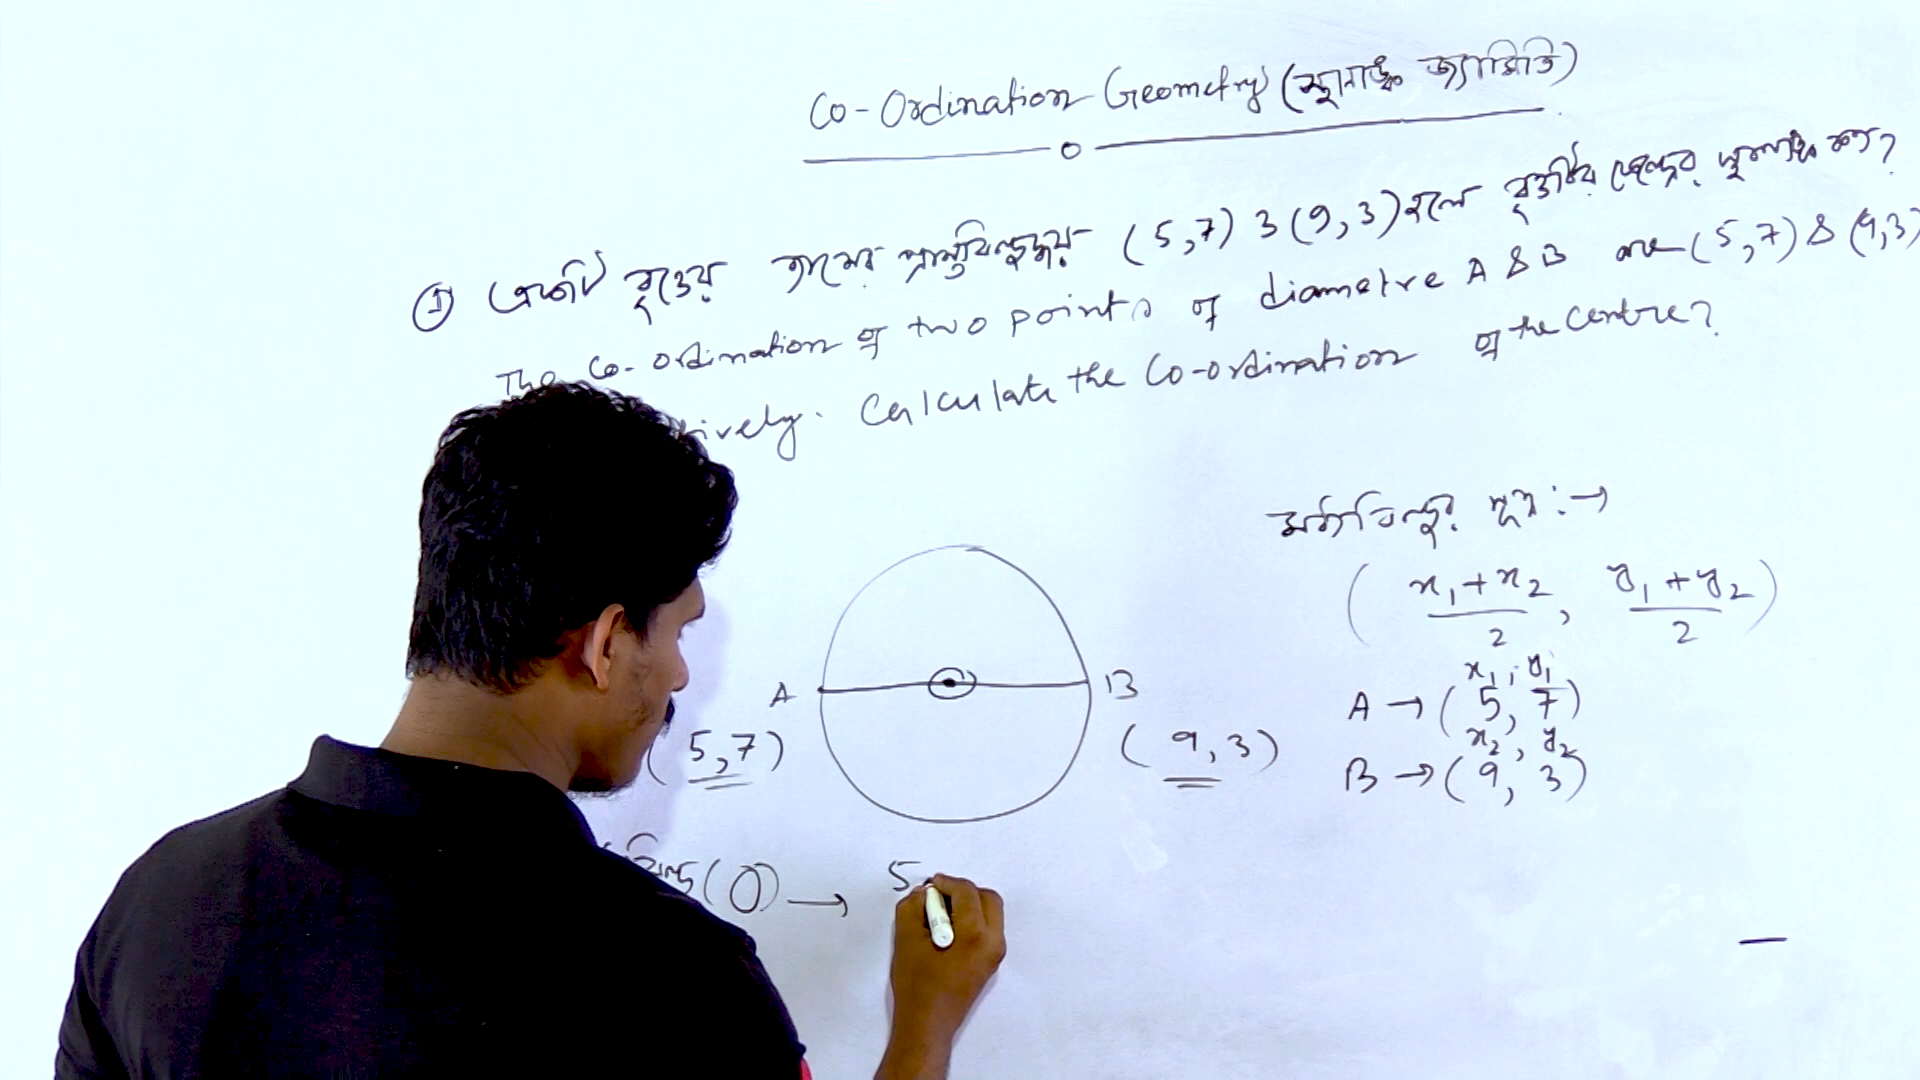 Co-Ordination Geometry (স্থানাঙ্ক জ্যামিতি)
① একটি বৃত্তের ব্যাসের প্রান্তবিন্দুদ্বয় (5,7) ও (9,3) হলে বৃত্তটির কেন্দ্রের স্থানাঙ্ক কত?
The Co-ordination of two points of diametre A & B are (5,7) & (9,3)
Calculate the Co-ordination of the Centre?
মধ্যবিন্দুর সূত্র :→
( x₁+x₂ / 2 , y₁+y₂ / 2 )
x₁, y₁
A → (5, 7)
x₂, y₂
B → (9, 3)
A B
(5,7) (9,3)
(O) → 5